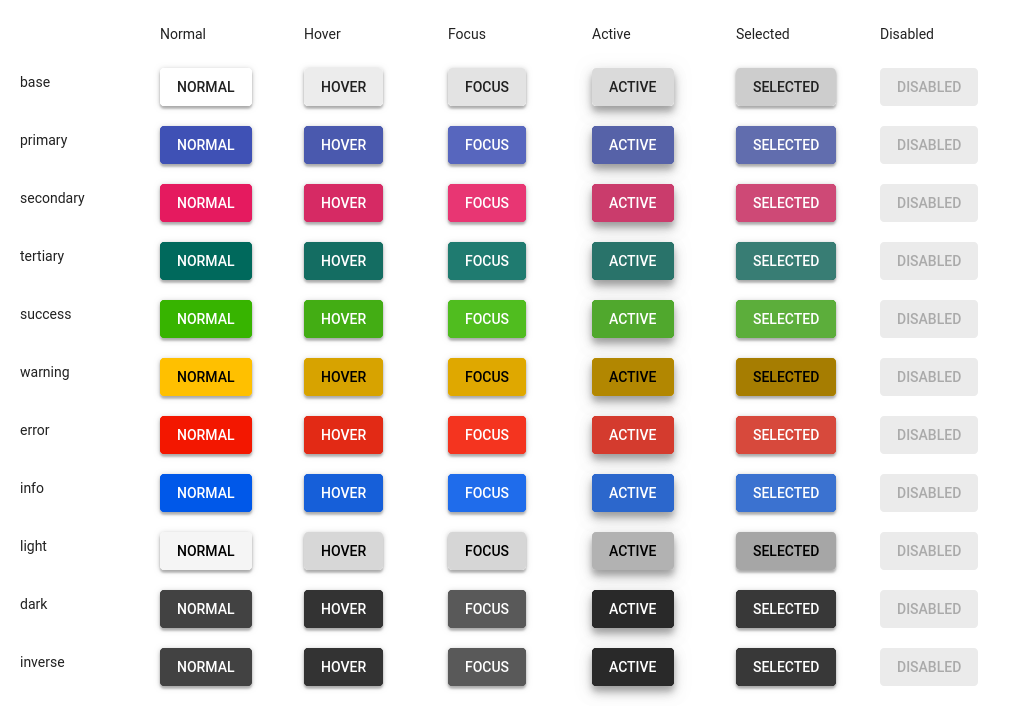 Normal Hover Focus Active Selected Disabled
base NORMAL HOVER FOCUS ACTIVE SELECTED DISABLED
primary NORMAL HOVER FOCUS ACTIVE SELECTED DISABLED
secondary NORMAL HOVER FOCUS ACTIVE SELECTED DISABLED
tertiary NORMAL HOVER FOCUS ACTIVE SELECTED DISABLED
success NORMAL HOVER FOCUS ACTIVE SELECTED DISABLED
warning NORMAL HOVER FOCUS ACTIVE SELECTED DISABLED
error NORMAL HOVER FOCUS ACTIVE SELECTED DISABLED
info NORMAL HOVER FOCUS ACTIVE SELECTED DISABLED
light NORMAL HOVER FOCUS ACTIVE SELECTED DISABLED
dark NORMAL HOVER FOCUS ACTIVE SELECTED DISABLED
inverse NORMAL HOVER FOCUS ACTIVE SELECTED DISABLED